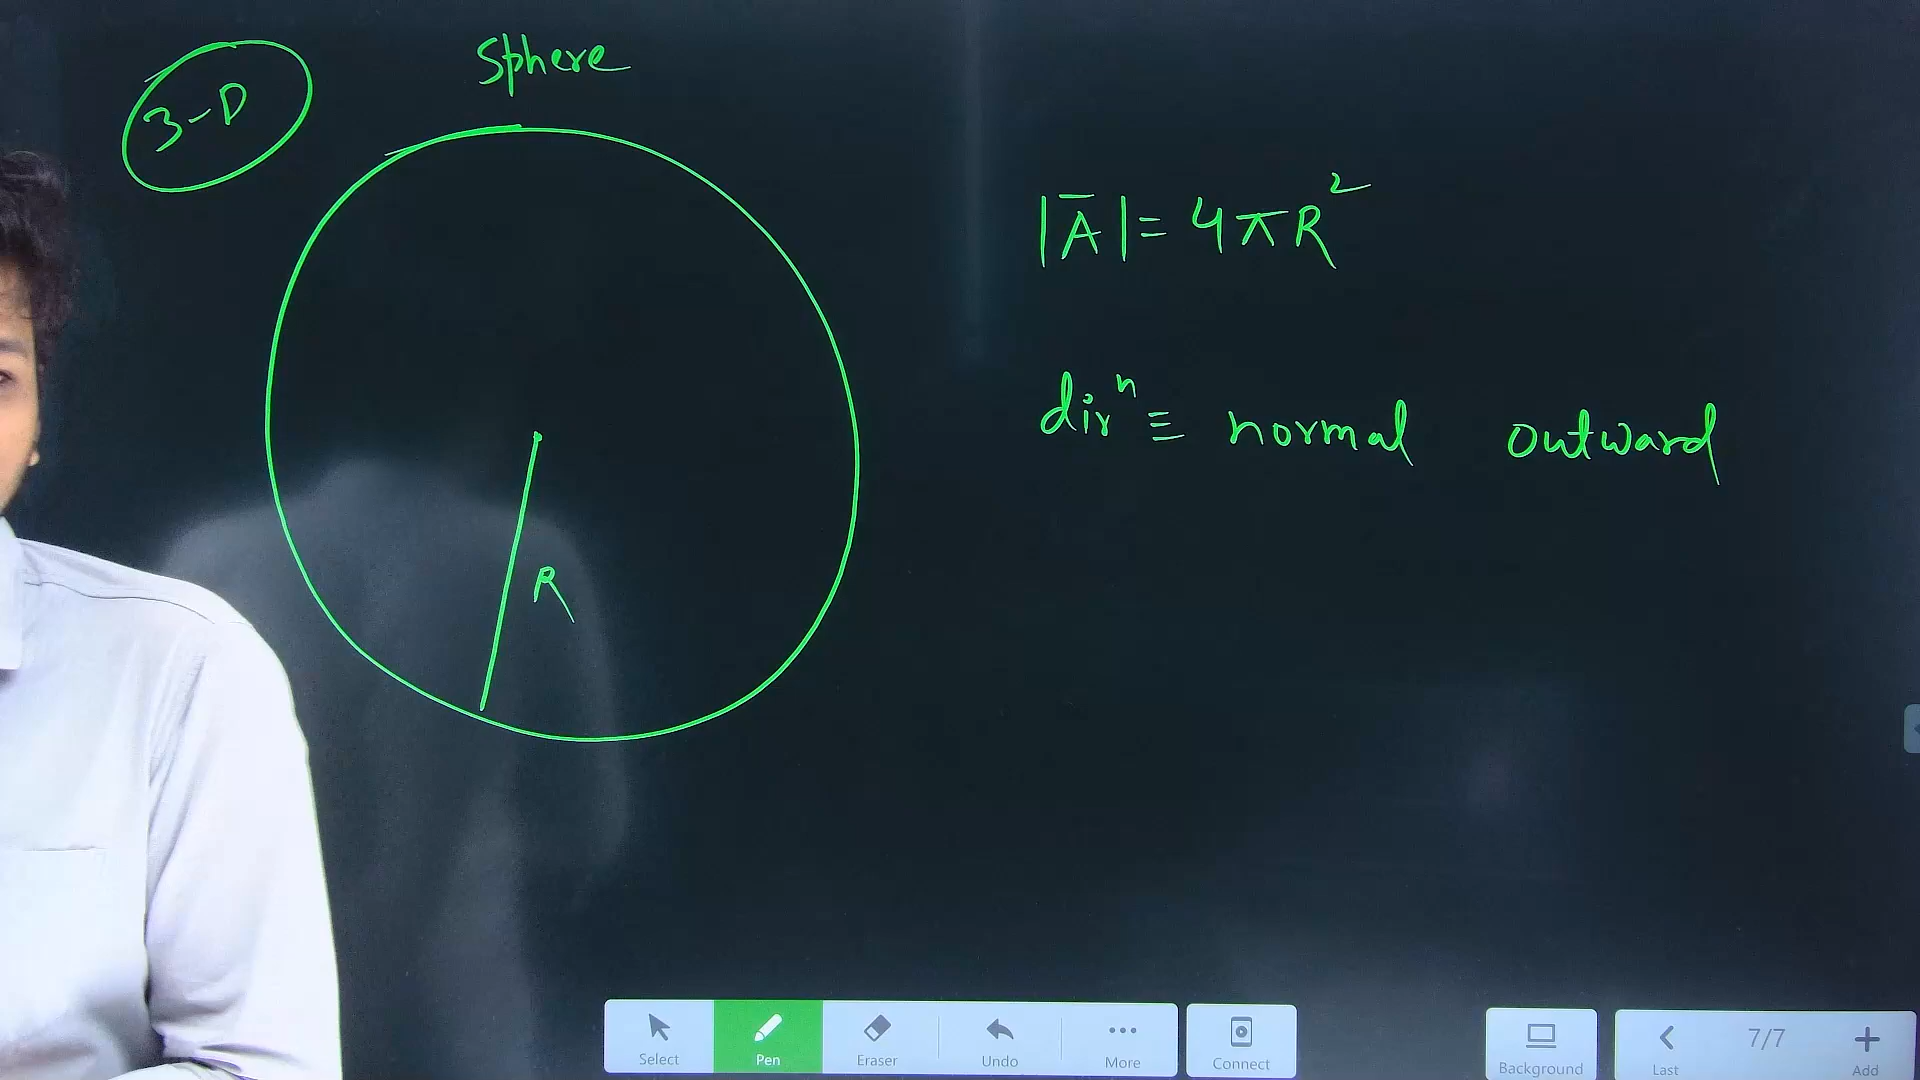 3-D
Sphere
|A̅| = 4πR²
dirⁿ ≡ normal outward
R
Select
Pen
Eraser
Undo
More
Connect
Background
Last
7/7
Add